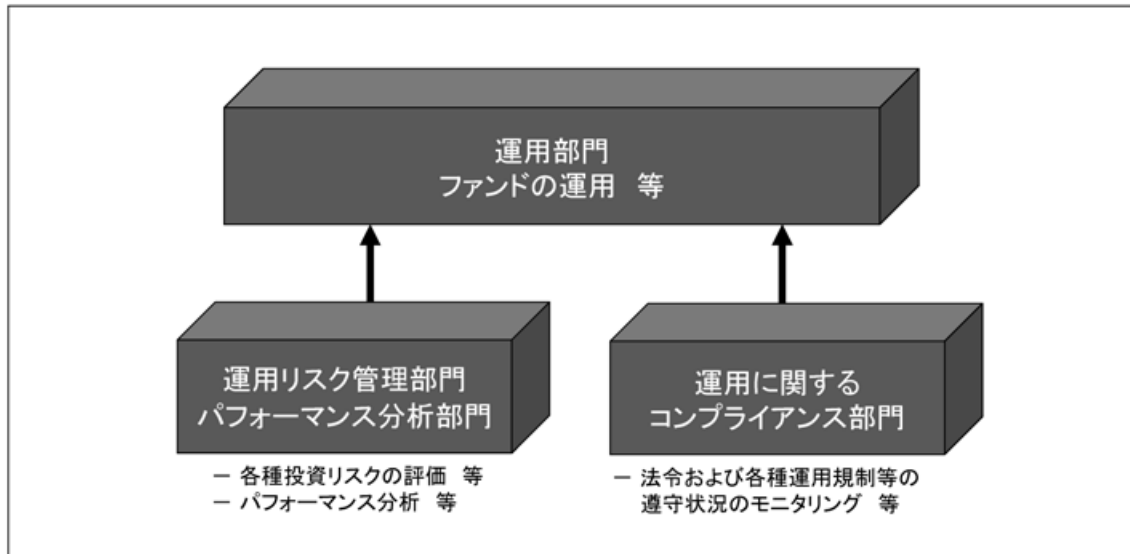 運用部門
ファンドの運用 等
運用リスク管理部門
パフォーマンス分析部門
運用に関する
コンプライアンス部門
－ 各種投資リスクの評価 等
－ パフォーマンス分析 等
－ 法令および各種運用規制等の
遵守状況のモニタリング 等